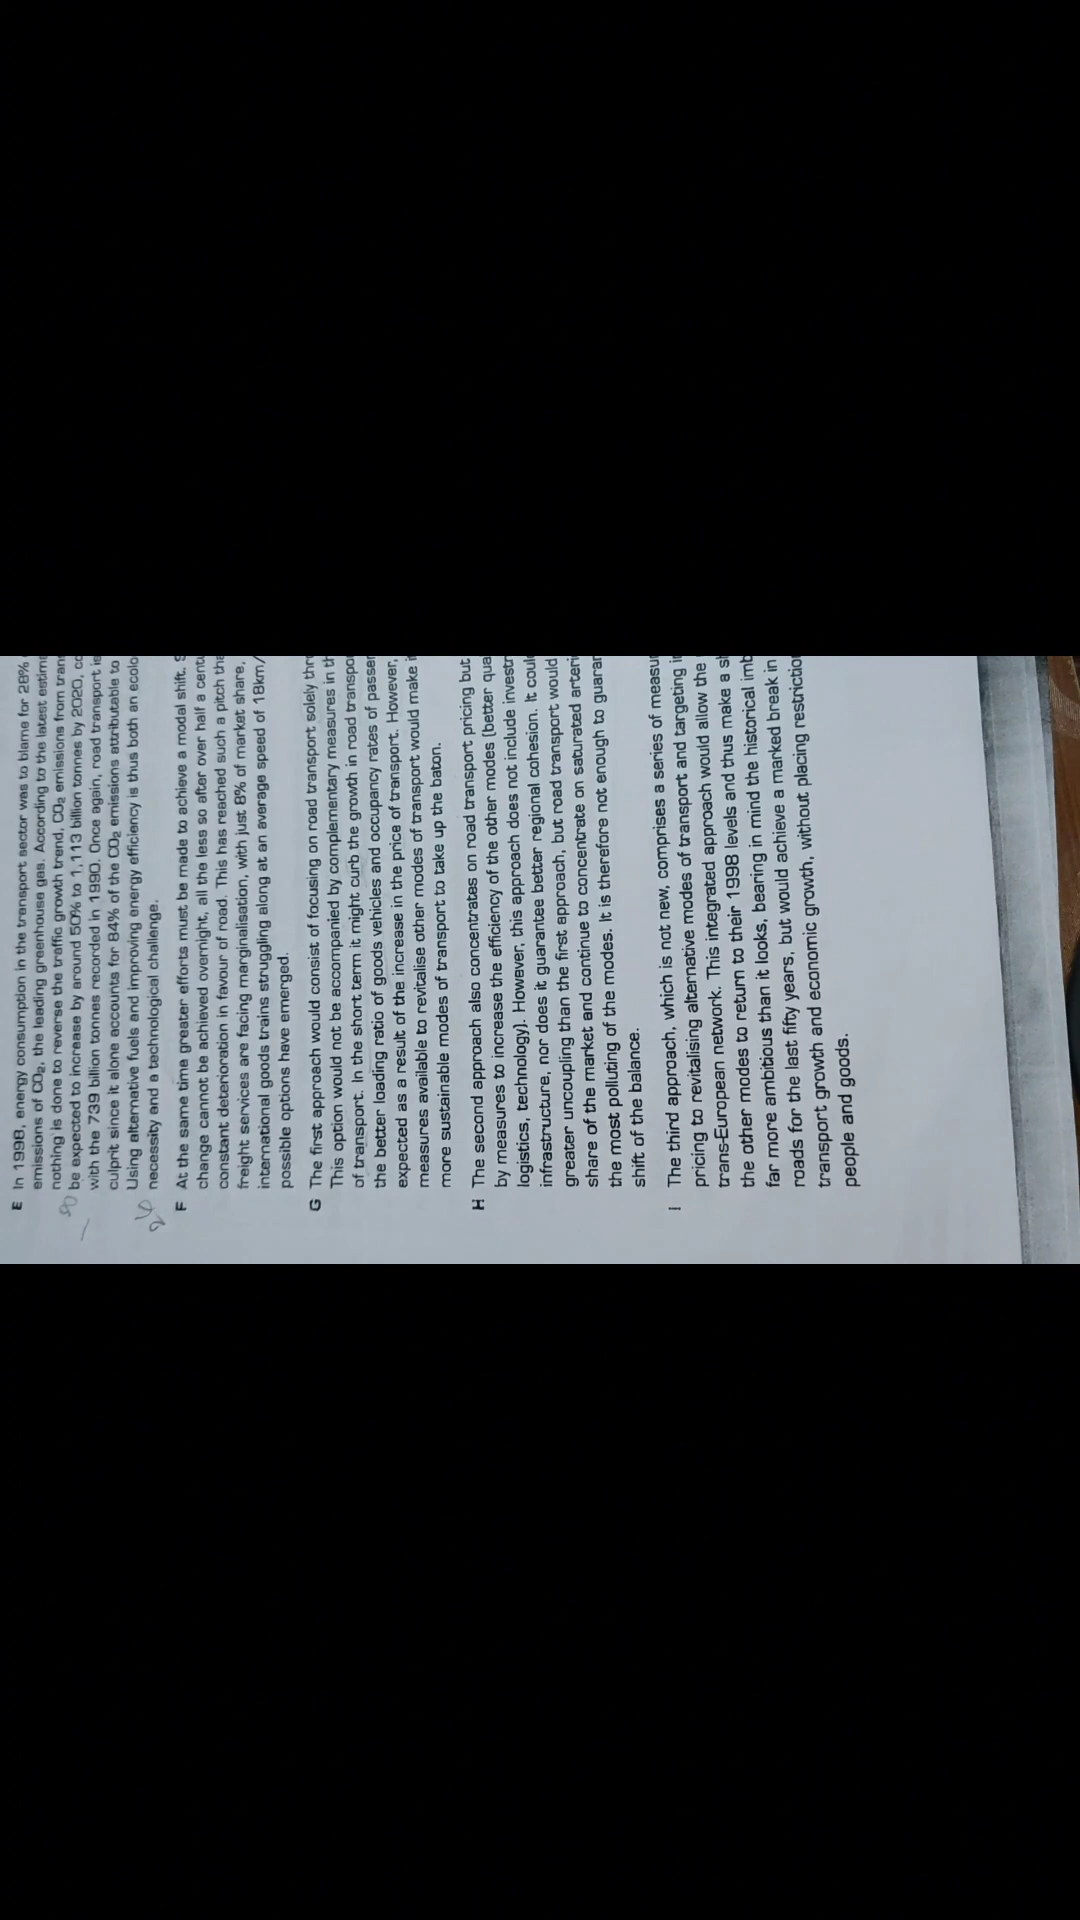 E In 1998, energy consumption in the transport sector was to blame for 28%
emissions of CO₂, the leading greenhouse gas. According to the latest
nothing is done to reverse the traffic growth trend, CO₂ emissions from
be expected to increase by around 50% to 1,113 billion tonnes by 2020,
with the 739 billion tonnes recorded in 1990. Once again, road transport is
culprit since it alone accounts for 84% of the CO₂ emissions attributable to
Using alternative fuels and improving energy efficiency is thus both an
necessity and a technological challenge.
F At the same time greater efforts must be made to achieve a modal shift.
change cannot be achieved overnight, all the less so after over half a
constant deterioration in favour of road. This has reached such a pitch
freight services are facing marginalisation, with just 8% of market share,
international goods trains struggling along at an average speed of 18km/
possible options have emerged.
G The first approach would consist of focusing on road transport solely
This option would not be accompanied by complementary measures in
of transport. In the short term it might curb the growth in road
the better loading ratio of goods vehicles and occupancy rates of
expected as a result of the increase in the price of transport. However,
measures available to revitalise other modes of transport would make
more sustainable modes of transport to take up the baton.
H The second approach also concentrates on road transport pricing but
by measures to increase the efficiency of the other modes (better
logistics, technology). However, this approach does not include
infrastructure, nor does it guarantee better regional cohesion. It
greater uncoupling than the first approach, but road transport would
share of the market and continue to concentrate on saturated
the most polluting of the modes. It is therefore not enough to
shift of the balance.
I The third approach, which is not new, comprises a series of
pricing to revitalising alternative modes of transport and targeting
trans-European network. This integrated approach would allow the
the other modes to return to their 1998 levels and thus make a
far more ambitious than it looks, bearing in mind the historical
roads for the last fifty years, but would achieve a marked break in
transport growth and economic growth, without placing
people and goods.